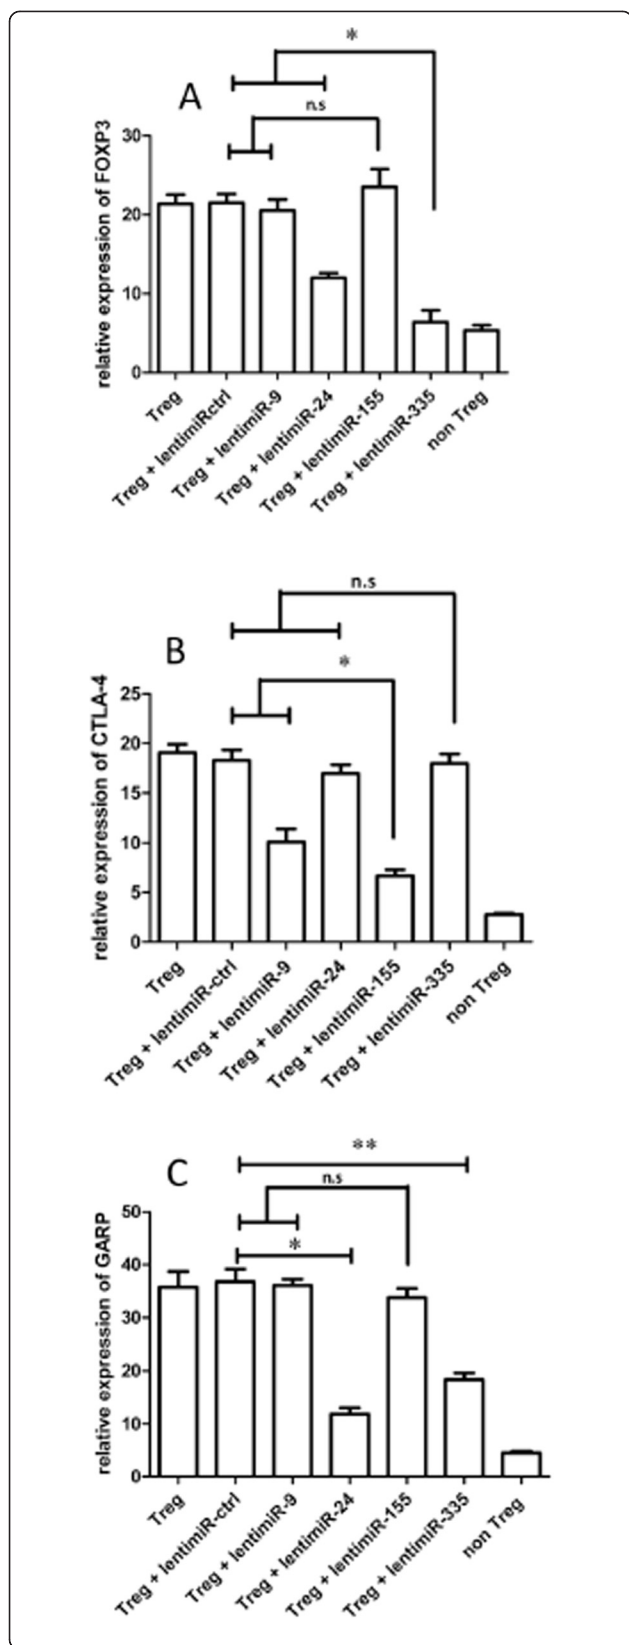 *
A
n.s
relative expression of FOXP3
30
20
10
0
Treg
Treg + lentimiRctrl
Treg + lentimiR-9
Treg + lentimiR-24
Treg + lentimiR-155
Treg + lentimiR-335
non Treg
n.s
B
*
relative expression of CTLA-4
25
20
15
10
5
0
Treg
Treg + lentimiR-ctrl
Treg + lentimiR-9
Treg + lentimiR-24
Treg + lentimiR-155
Treg + lentimiR-335
non Treg
**
C
n.s
*
relative expression of GARP
50
40
30
20
10
0
Treg
Treg + lentimiR-ctrl
Treg + lentimiR-9
Treg + lentimiR-24
Treg + lentimiR-155
Treg + lentimiR-335
non Treg